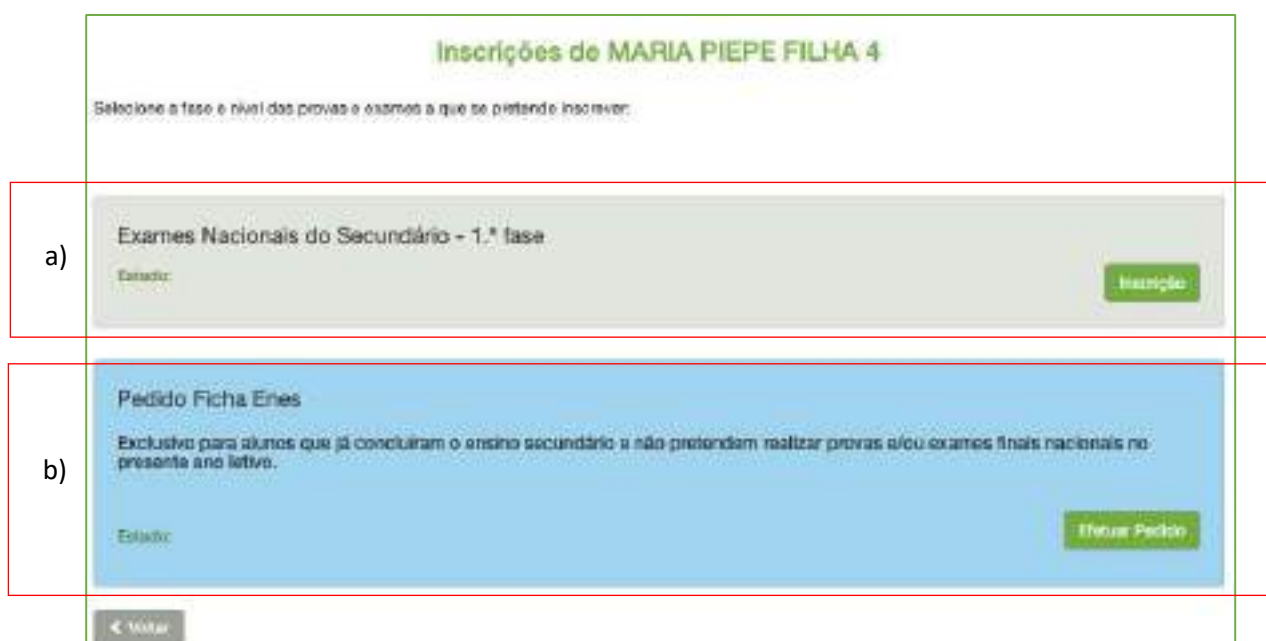 Inscrições de MARIA PIEPE FILHA 4
Selecione a fase e nível das provas e exames a que se pretende inscrever:
a)
Exames Nacionais do Secundário - 1.ª fase
Estado:
Inscrição
b)
Pedido Ficha Enes
Exclusivo para alunos que já concluíram o ensino secundário e não pretendam realizar provas e/ou exames finais nacionais no
presente ano letivo.
Estado:
Efetuar Pedido
< Voltar